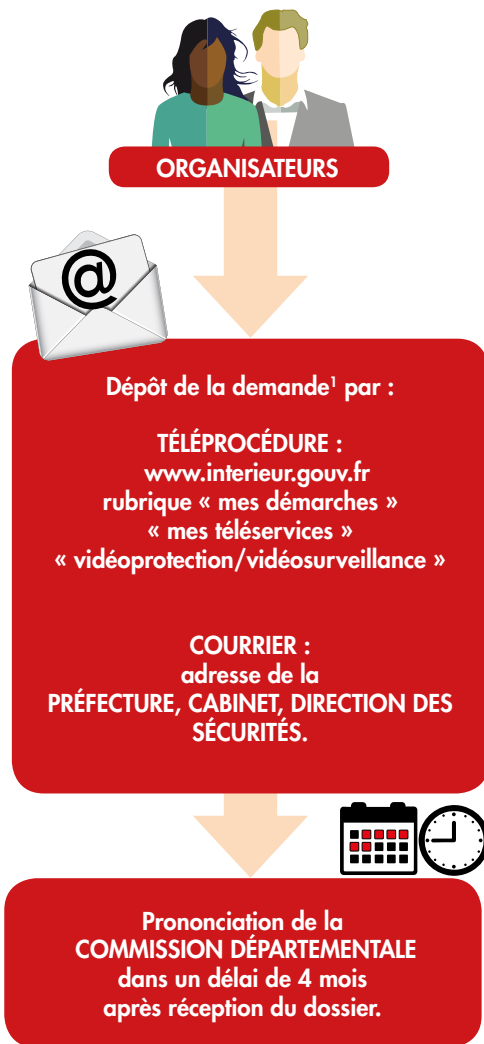 ORGANISATEURS
@
Dépôt de la demande¹ par :
TÉLÉPROCÉDURE :
www.interieur.gouv.fr
rubrique « mes démarches »
« mes téléservices »
« vidéoprotection/vidéosurveillance »
COURRIER :
adresse de la
PRÉFECTURE, CABINET, DIRECTION DES
SÉCURITÉS.
Prononciation de la
COMMISSION DÉPARTEMENTALE
dans un délai de 4 mois
après réception du dossier.